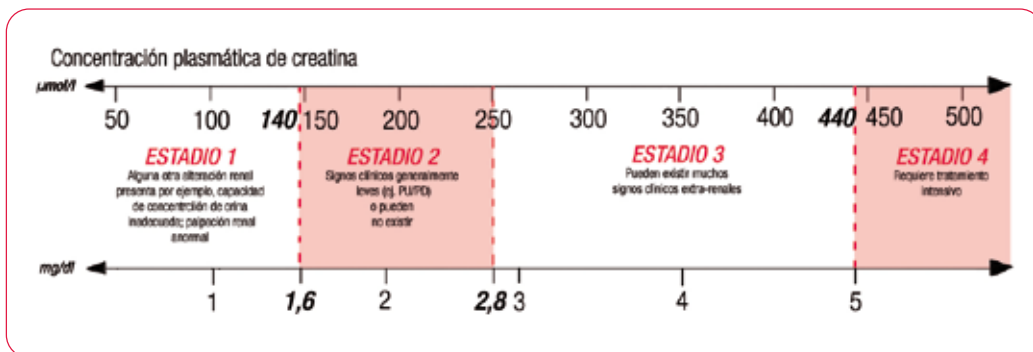 Concentración plasmática de creatina
µmol/l
50 100 140 150 200 250 300 350 400 440 450 500
ESTADIO 1
Alguna otra alteración renal
presenta por ejemplo, capacidad
de concentración de orina
inadecuada; palpación renal
anormal
ESTADIO 2
Signos clínicos generalmente
leves (ej. PU/PD)
o pueden
no existir
ESTADIO 3
Pueden existir muchos
signos clínicos extra-renales
ESTADIO 4
Requiere tratamiento
intensivo
mg/dl
1 1,6 2 2,8 3 4 5